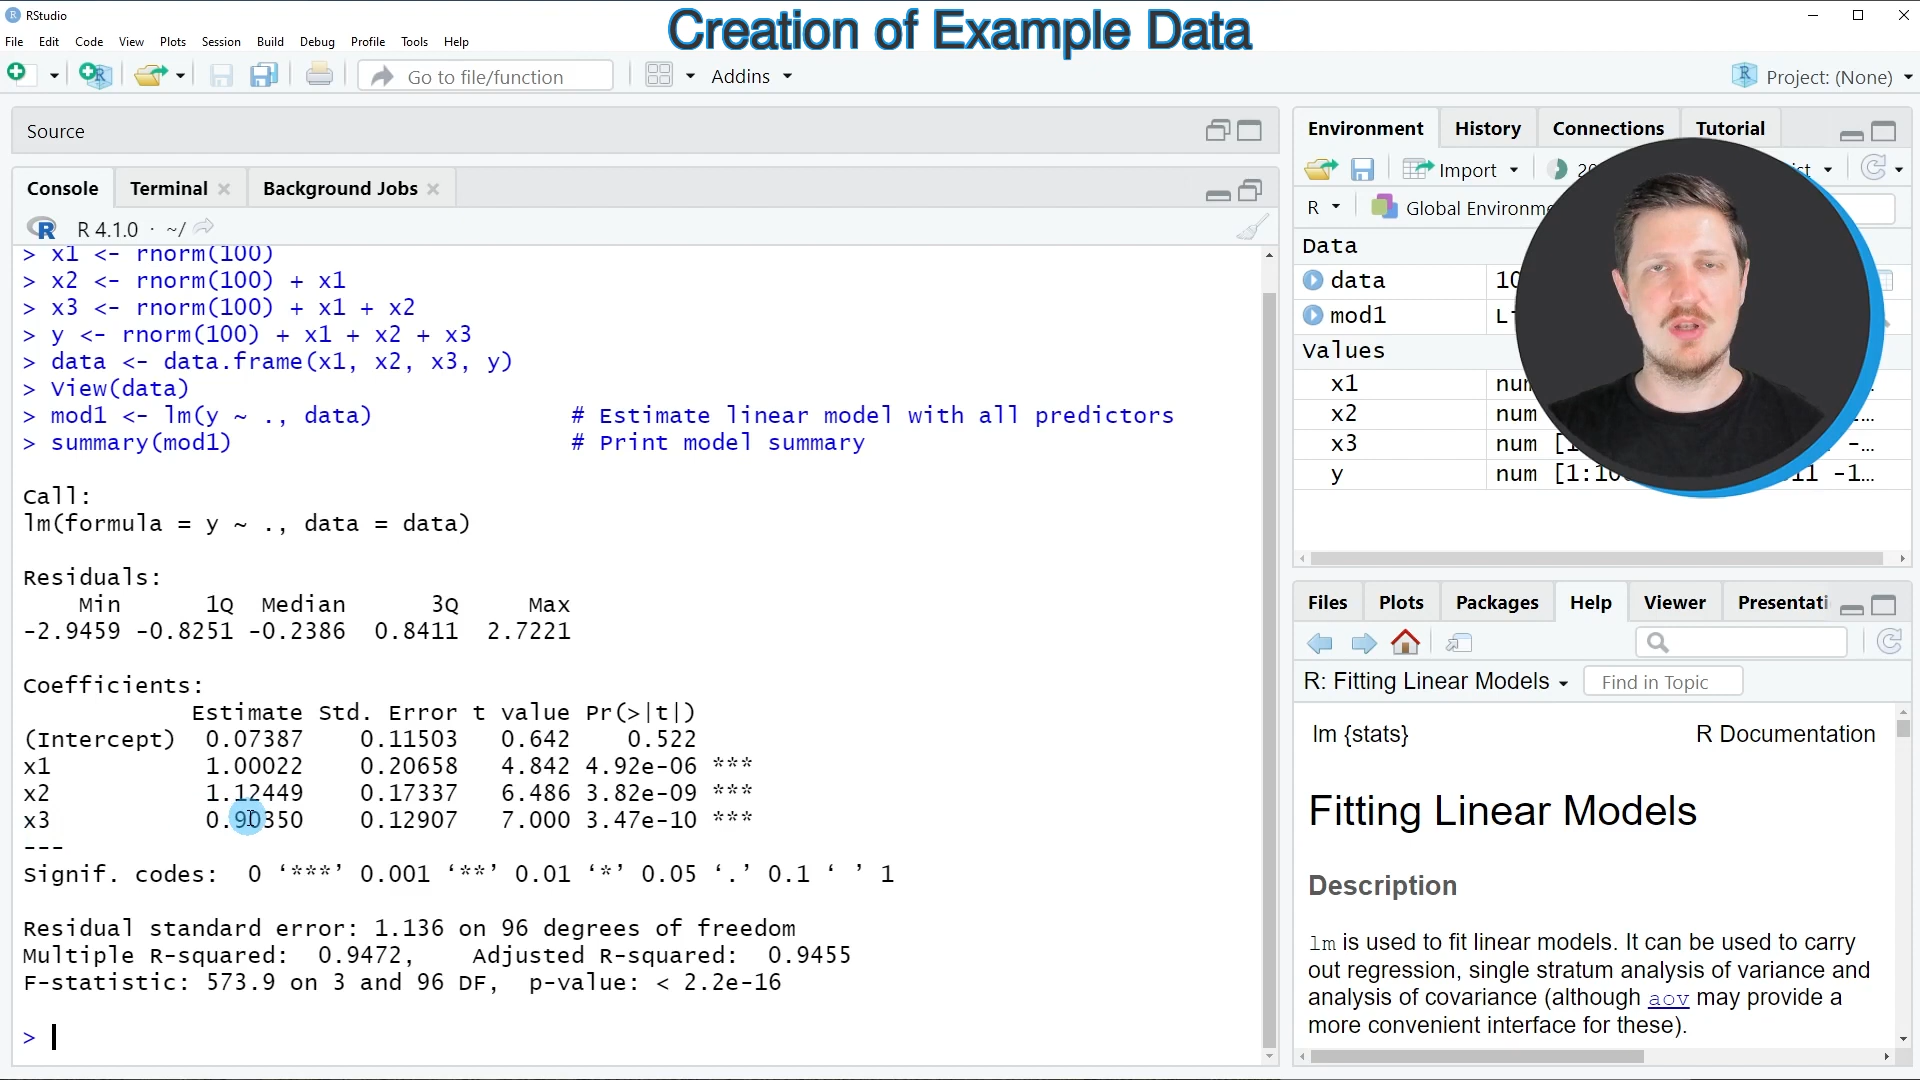 RStudio
Creation of Example Data
File Edit Code View Plots Session Build Debug Profile Tools Help
Go to file/function Addins Project: (None)
Source
Console Terminal Background Jobs
R 4.1.0 · ~/
> x1 <- rnorm(100)
> x2 <- rnorm(100) + x1
> x3 <- rnorm(100) + x1 + x2
> y <- rnorm(100) + x1 + x2 + x3
> data <- data.frame(x1, x2, x3, y)
> View(data)
> mod1 <- lm(y ~ ., data) # Estimate linear model with all predictors
> summary(mod1) # Print model summary
Call:
lm(formula = y ~ ., data = data)
Residuals:
Min 1Q Median 3Q Max
-2.9459 -0.8251 -0.2386 0.8411 2.7221
Coefficients:
Estimate Std. Error t value Pr(>|t|)
(Intercept) 0.07387 0.11503 0.642 0.522
x1 1.00022 0.20658 4.842 4.92e-06 ***
x2 1.12449 0.17337 6.486 3.82e-09 ***
x3 0.90350 0.12907 7.000 3.47e-10 ***
---
Signif. codes: 0 ‘***’ 0.001 ‘**’ 0.01 ‘*’ 0.05 ‘.’ 0.1 ‘ ’ 1
Residual standard error: 1.136 on 96 degrees of freedom
Multiple R-squared: 0.9472, Adjusted R-squared: 0.9455
F-statistic: 573.9 on 3 and 96 DF, p-value: < 2.2e-16
>
Environment History Connections Tutorial
Import
R Global
Data
data
mod1
Values
x1 num
x2 num
x3 num
y num
Files Plots Packages Help Viewer
R: Fitting Linear Models Find in Topic
lm {stats} R Documentation
Fitting Linear Models
Description
lm is used to fit linear models. It can be used to carry
out regression, single stratum analysis of variance and
analysis of covariance (although aov may provide a
more convenient interface for these).